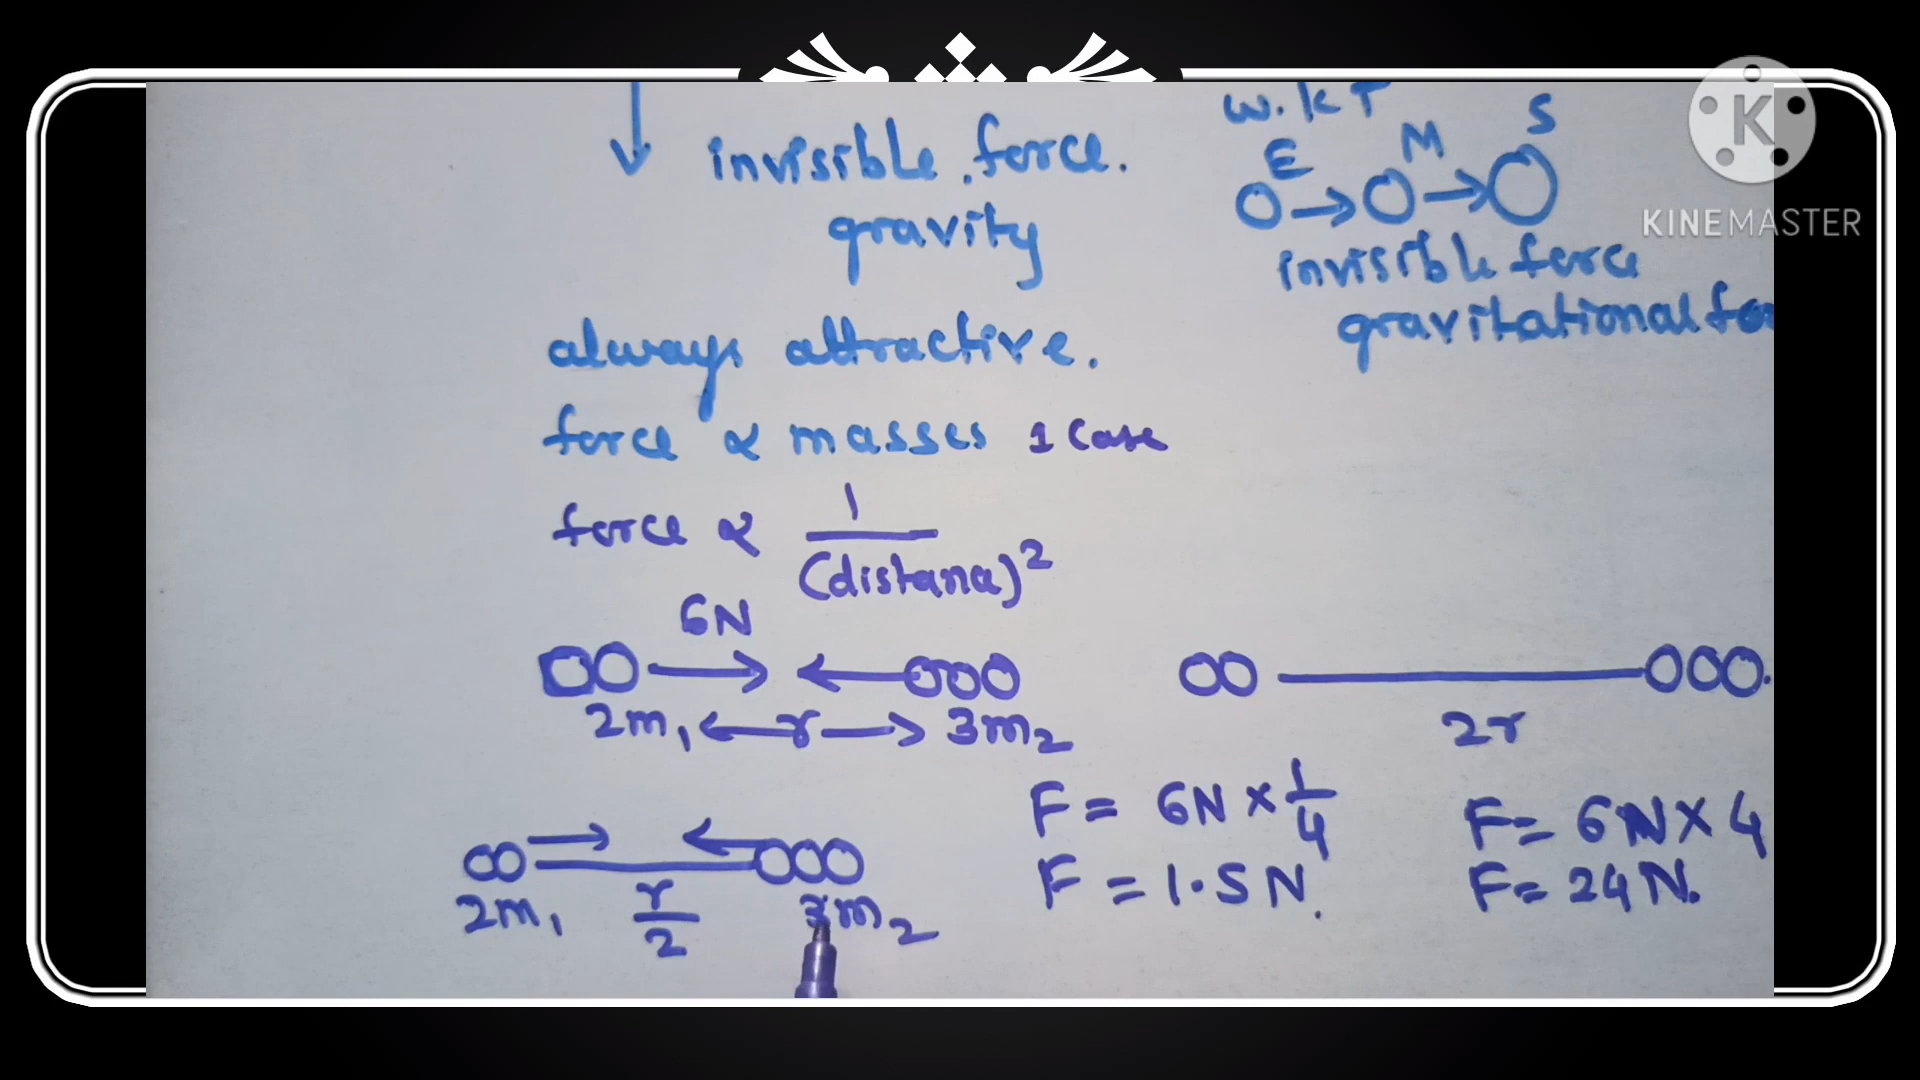 invisible force.
gravity
w.k T
E M S
invisible force
gravitational fo
always attractive.
force ∝ masses 1 Case
force ∝ 1/(distance)²
6N
2m₁ ← r → 3m₂
2r
F = 6N × 1/4
F = 1.5N.
F = 6N × 4
F = 24N.
2m₁ r/2 3m₂
K
KINEMASTER